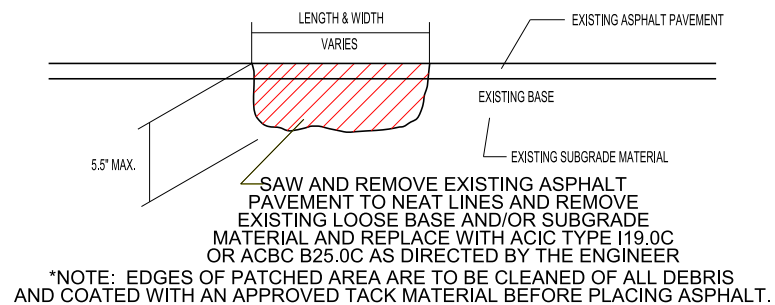 LENGTH & WIDTH
VARIES
EXISTING ASPHALT PAVEMENT
EXISTING BASE
5.5" MAX.
EXISTING SUBGRADE MATERIAL
SAW AND REMOVE EXISTING ASPHALT
PAVEMENT TO NEAT LINES AND REMOVE
EXISTING LOOSE BASE AND/OR SUBGRADE
MATERIAL AND REPLACE WITH ACIC TYPE I19.0C
OR ACBC B25.0C AS DIRECTED BY THE ENGINEER
*NOTE: EDGES OF PATCHED AREA ARE TO BE CLEANED OF ALL DEBRIS
AND COATED WITH AN APPROVED TACK MATERIAL BEFORE PLACING ASPHALT.